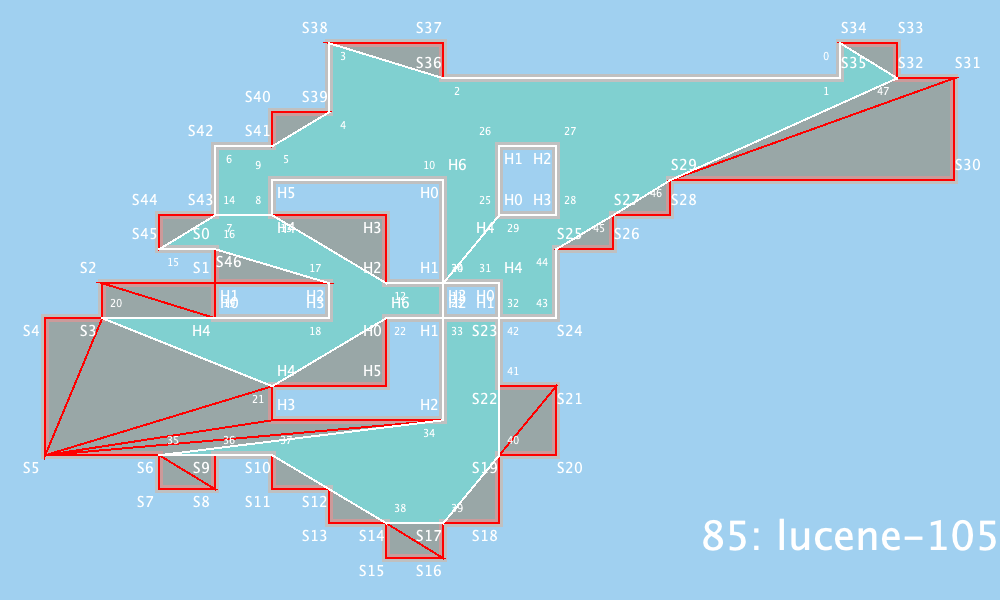 S38 S37 S34 S33
0
3 S36 S35 S32 S31
2 1 47
S40 S39
4
S42 S41 26 27
6 9 5 10 H6 H1 H2 S29 S30
H5 H0 46
S44 S43 14 8 25 H0 H3 28 S27 S28
S45 S0 7 16 H4 H3 H4 29 S25 45 S26
15 S46 17 H2 H1 30 31 H4 44
S2 S1
20 H1 H2 12 H3 H0
S3 H3 18 H6 H1 32 43
S4 H4 H0 22 H1 33 S23 42 S24
H4 H5 41
21 H3 H2 S22 S21
35 36 37 34 40
S5 S6 S9 S10 S19 S20
S7 S8 S11 S12
38 39
S13 S14 S17 S18
85: lucene-105
S15 S16